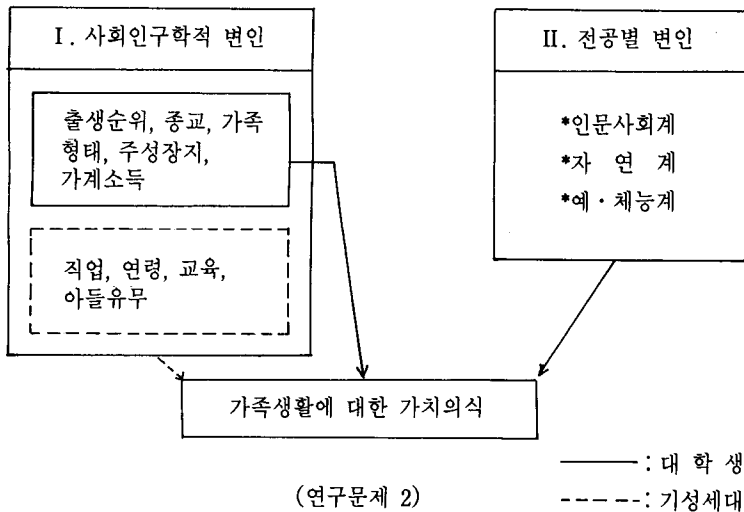 I. 사회인구학적 변인
출생순위, 종교, 가족
형태, 주성장지,
가계소득
직업, 연령, 교육,
아들유무
II. 전공별 변인
*인문사회계
*자 연 계
*예·체능계
가족생활에 대한 가치의식
(연구문제 2)
———: 대 학 생
-----: 기성세대